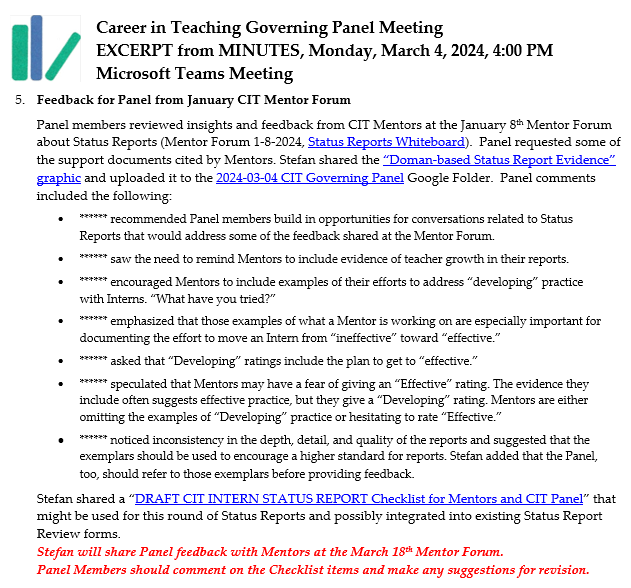 Career in Teaching Governing Panel Meeting
EXCERPT from MINUTES, Monday, March 4, 2024, 4:00 PM
Microsoft Teams Meeting
5. Feedback for Panel from January CIT Mentor Forum
Panel members reviewed insights and feedback from CIT Mentors at the January 8th Mentor Forum
about Status Reports (Mentor Forum 1-8-2024, Status Reports Whiteboard). Panel requested some of
the support documents cited by Mentors. Stefan shared the “Doman-based Status Report Evidence”
graphic and uploaded it to the 2024-03-04 CIT Governing Panel Google Folder. Panel comments
included the following:
• ****** recommended Panel members build in opportunities for conversations related to Status
Reports that would address some of the feedback shared at the Mentor Forum.
• ****** saw the need to remind Mentors to include evidence of teacher growth in their reports.
• ****** encouraged Mentors to include examples of their efforts to address “developing” practice
with Interns. “What have you tried?”
• ****** emphasized that those examples of what a Mentor is working on are especially important for
documenting the effort to move an Intern from “ineffective” toward “effective.”
• ****** asked that “Developing” ratings include the plan to get to “effective.”
• ****** speculated that Mentors may have a fear of giving an “Effective” rating. The evidence they
include often suggests effective practice, but they give a “Developing” rating. Mentors are either
omitting the examples of “Developing” practice or hesitating to rate “Effective.”
• ****** noticed inconsistency in the depth, detail, and quality of the reports and suggested that the
exemplars should be used to encourage a higher standard for reports. Stefan added that the Panel,
too, should refer to those exemplars before providing feedback.
Stefan shared a “DRAFT CIT INTERN STATUS REPORT Checklist for Mentors and CIT Panel” that
might be used for this round of Status Reports and possibly integrated into existing Status Report
Review forms.
Stefan will share Panel feedback with Mentors at the March 18th Mentor Forum.
Panel Members should comment on the Checklist items and make any suggestions for revision.